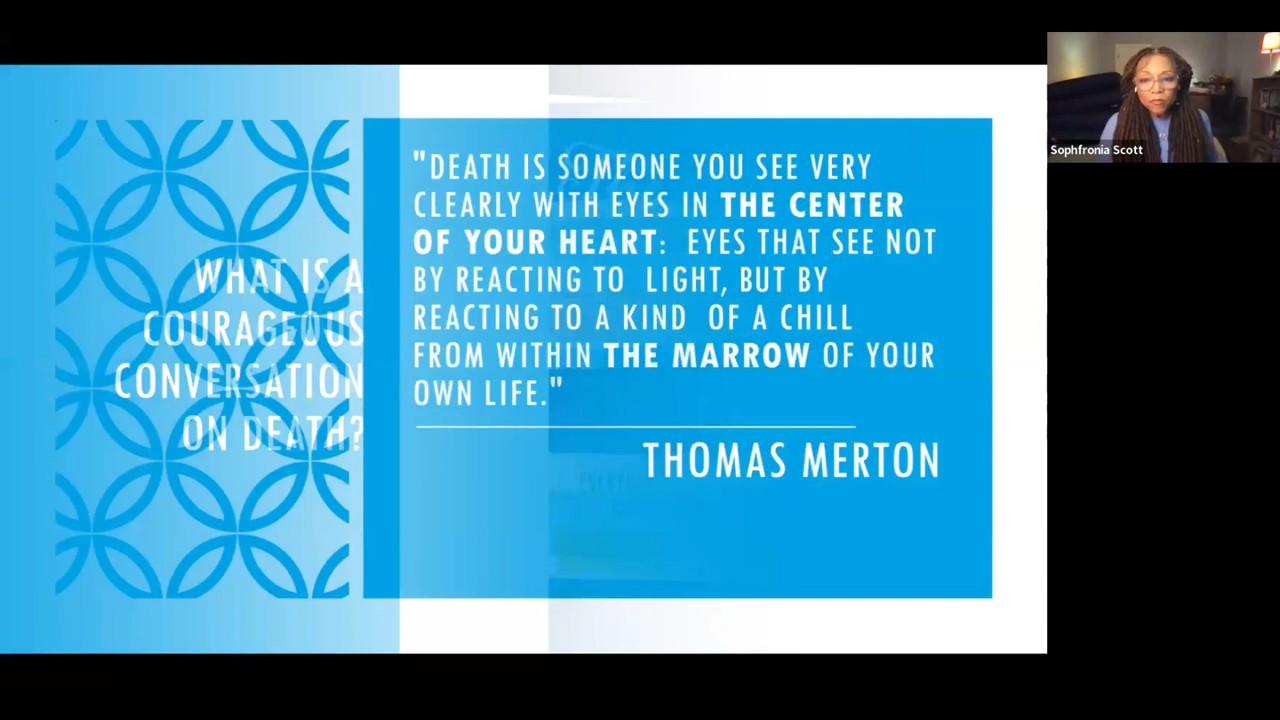 WHAT IS A
COURAGEOUS
CONVERSATION
ON DEATH?
"DEATH IS SOMEONE YOU SEE VERY
CLEARLY WITH EYES IN THE CENTER
OF YOUR HEART: EYES THAT SEE NOT
BY REACTING TO LIGHT, BUT BY
REACTING TO A KIND OF A CHILL
FROM WITHIN THE MARROW OF YOUR
OWN LIFE."
THOMAS MERTON
Sophfronia Scott